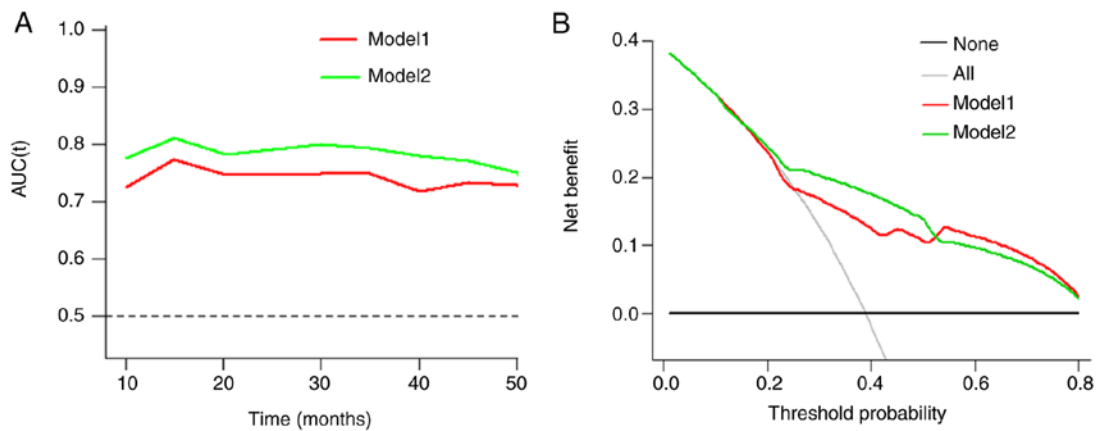 A
AUC(t)
1.0
0.9
0.8
0.7
0.6
0.5
10 20 30 40 50
Time (months)
Model1
Model2
B
Net benefit
0.4
0.3
0.2
0.1
0.0
0.0 0.2 0.4 0.6 0.8
Threshold probability
None
All
Model1
Model2